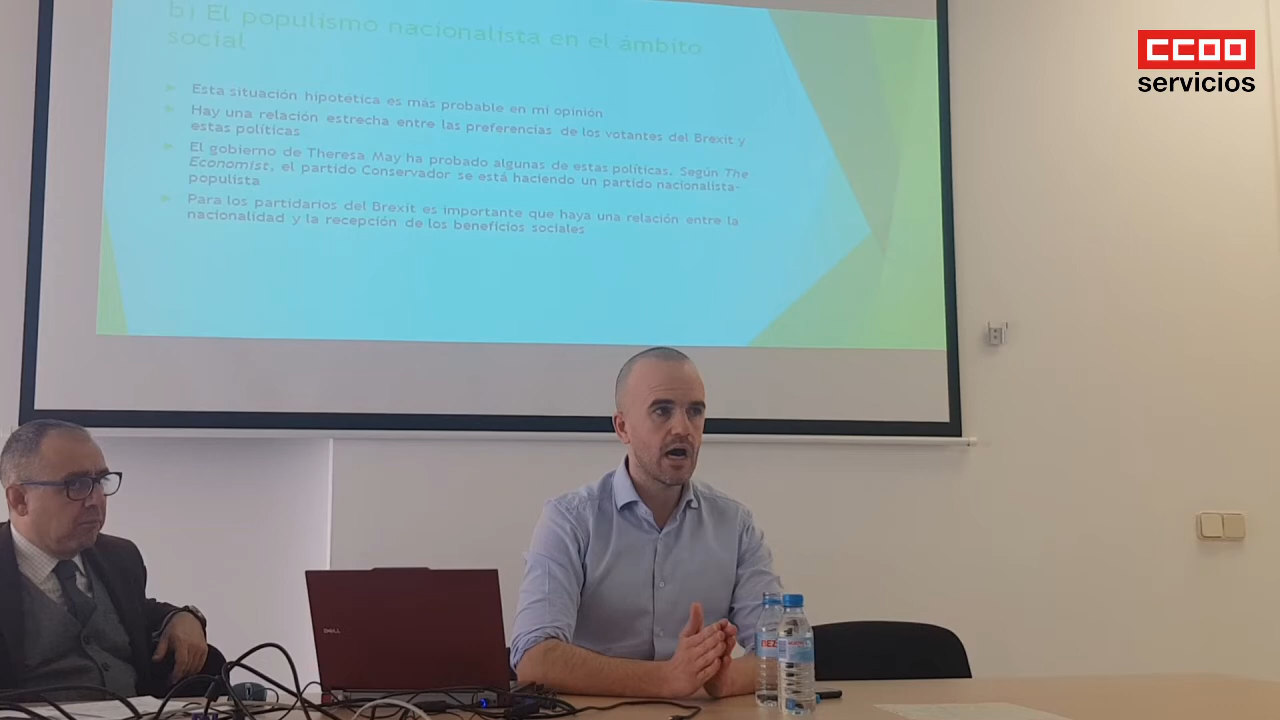 b) El populismo nacionalista en el ámbito
social
Esta situación hipotética es más probable en mi opinión
Hay una relación estrecha entre las preferencias de los votantes del Brexit y
estas políticas
El gobierno de Theresa May ha probado algunas de estas políticas. Según The
Economist, el partido Conservador se está haciendo un partido nacionalista-
populista
Para los partidarios del Brexit es importante que haya una relación entre la
nacionalidad y la recepción de los beneficios sociales
CCOO
servicios
DELL